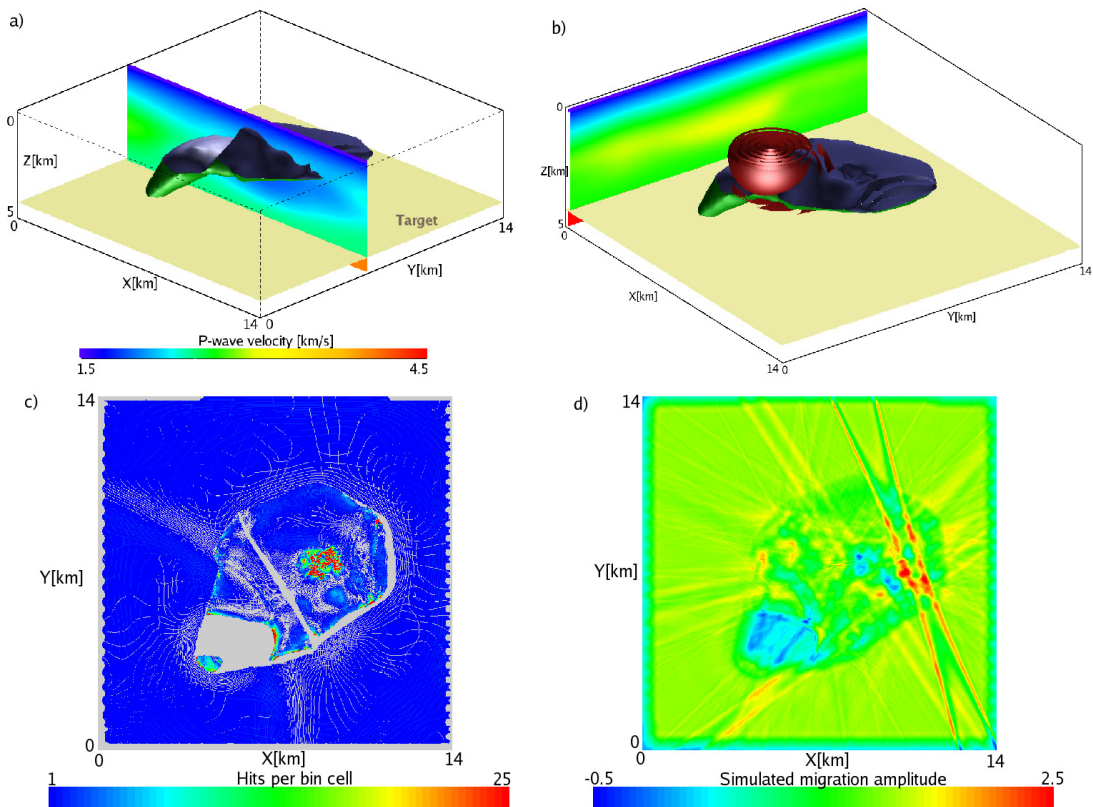 a)
0
Z[km]
5
0
X[km]
14
0
Y[km]
14
Target
P-wave velocity [km/s]
1.5
4.5
b)
0
Z[km]
5
0
X[km]
14
0
Y[km]
14
c)
14
Y[km]
0
0
X[km]
14
Hits per bin cell
1
25
d)
14
Y[km]
0
0
X[km]
14
Simulated migration amplitude
-0.5
2.5